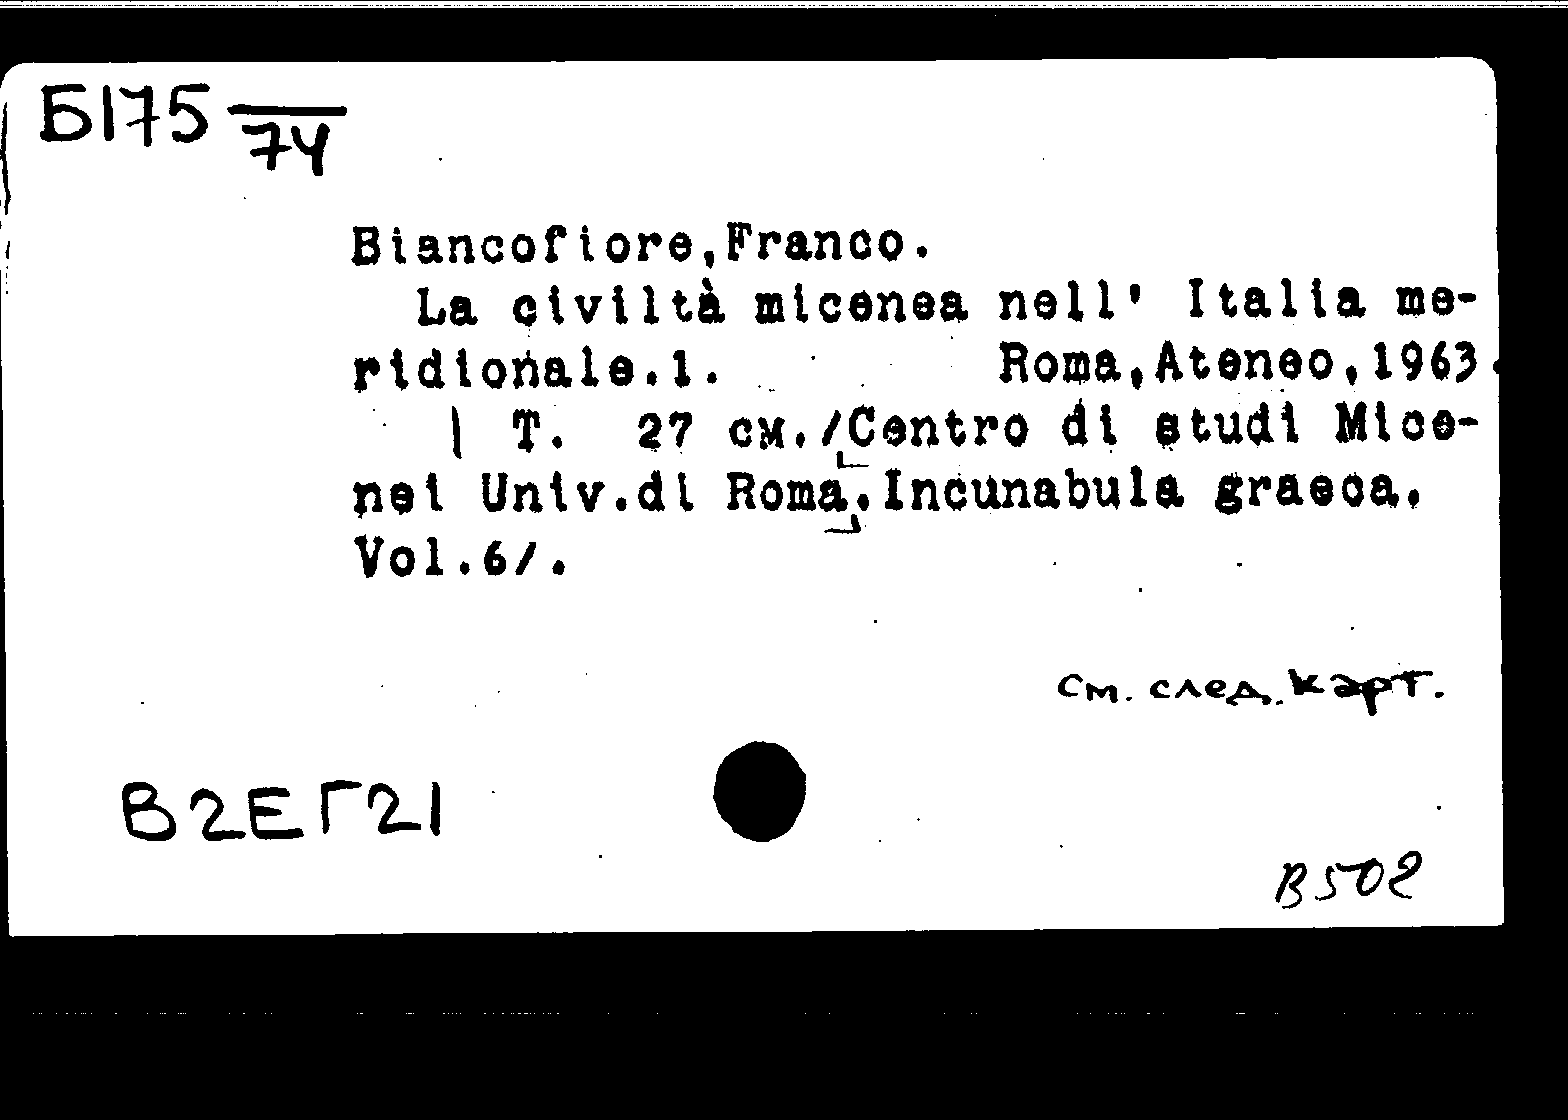 Б175 74
Biancofiore,Franco.
La civiltà micenea nell' Italia me-
ridionale.1. Roma,Ateneo,1963.
| T. 27 см./Centro di studi Mice-
nei Univ.di Roma.Incunabula graeca.
Vol.6/.
см. след. карт.
В2ЕГ21
B502